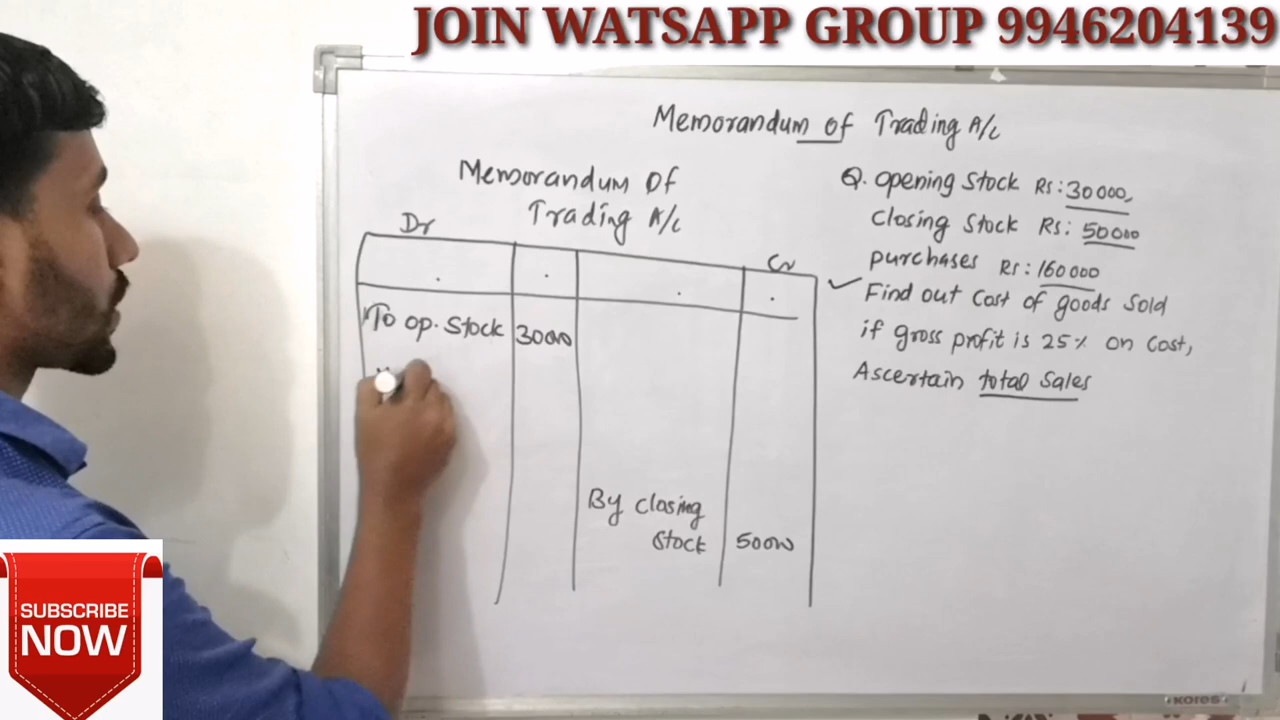 JOIN WATSAPP GROUP 9946204139
Memorandum of Trading A/c
Memorandum Of
Trading A/c
Dr
Cr
To op. Stock 30000
By closing
Stock 50000
Q. Opening Stock Rs: 30000,
Closing Stock Rs: 50000
purchases Rs: 160000
Find out Cost of goods Sold
if gross profit is 25% on Cost,
Ascertain total Sales
SUBSCRIBE
NOW
KORES